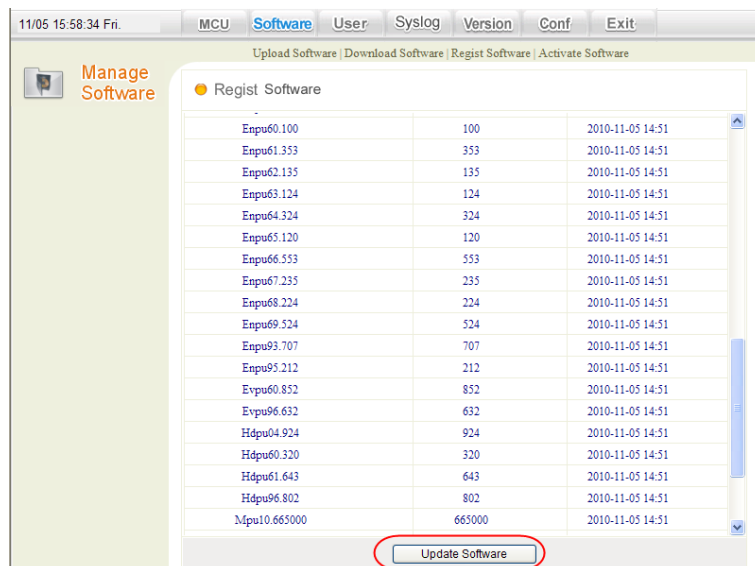 11/05 15:58:34 Fri. MCU Software User Syslog Version Conf Exit
Upload Software | Download Software | Regist Software | Activate Software
Manage
Software
Regist Software
Enpu60.100 100 2010-11-05 14:51
Enpu61.353 353 2010-11-05 14:51
Enpu62.135 135 2010-11-05 14:51
Enpu63.124 124 2010-11-05 14:51
Enpu64.324 324 2010-11-05 14:51
Enpu65.120 120 2010-11-05 14:51
Enpu66.553 553 2010-11-05 14:51
Enpu67.235 235 2010-11-05 14:51
Enpu68.224 224 2010-11-05 14:51
Enpu69.524 524 2010-11-05 14:51
Enpu93.707 707 2010-11-05 14:51
Enpu95.212 212 2010-11-05 14:51
Evpu60.852 852 2010-11-05 14:51
Evpu96.632 632 2010-11-05 14:51
Hdpu04.924 924 2010-11-05 14:51
Hdpu60.320 320 2010-11-05 14:51
Hdpu61.643 643 2010-11-05 14:51
Hdpu96.802 802 2010-11-05 14:51
Mpu10.665000 665000 2010-11-05 14:51
Update Software